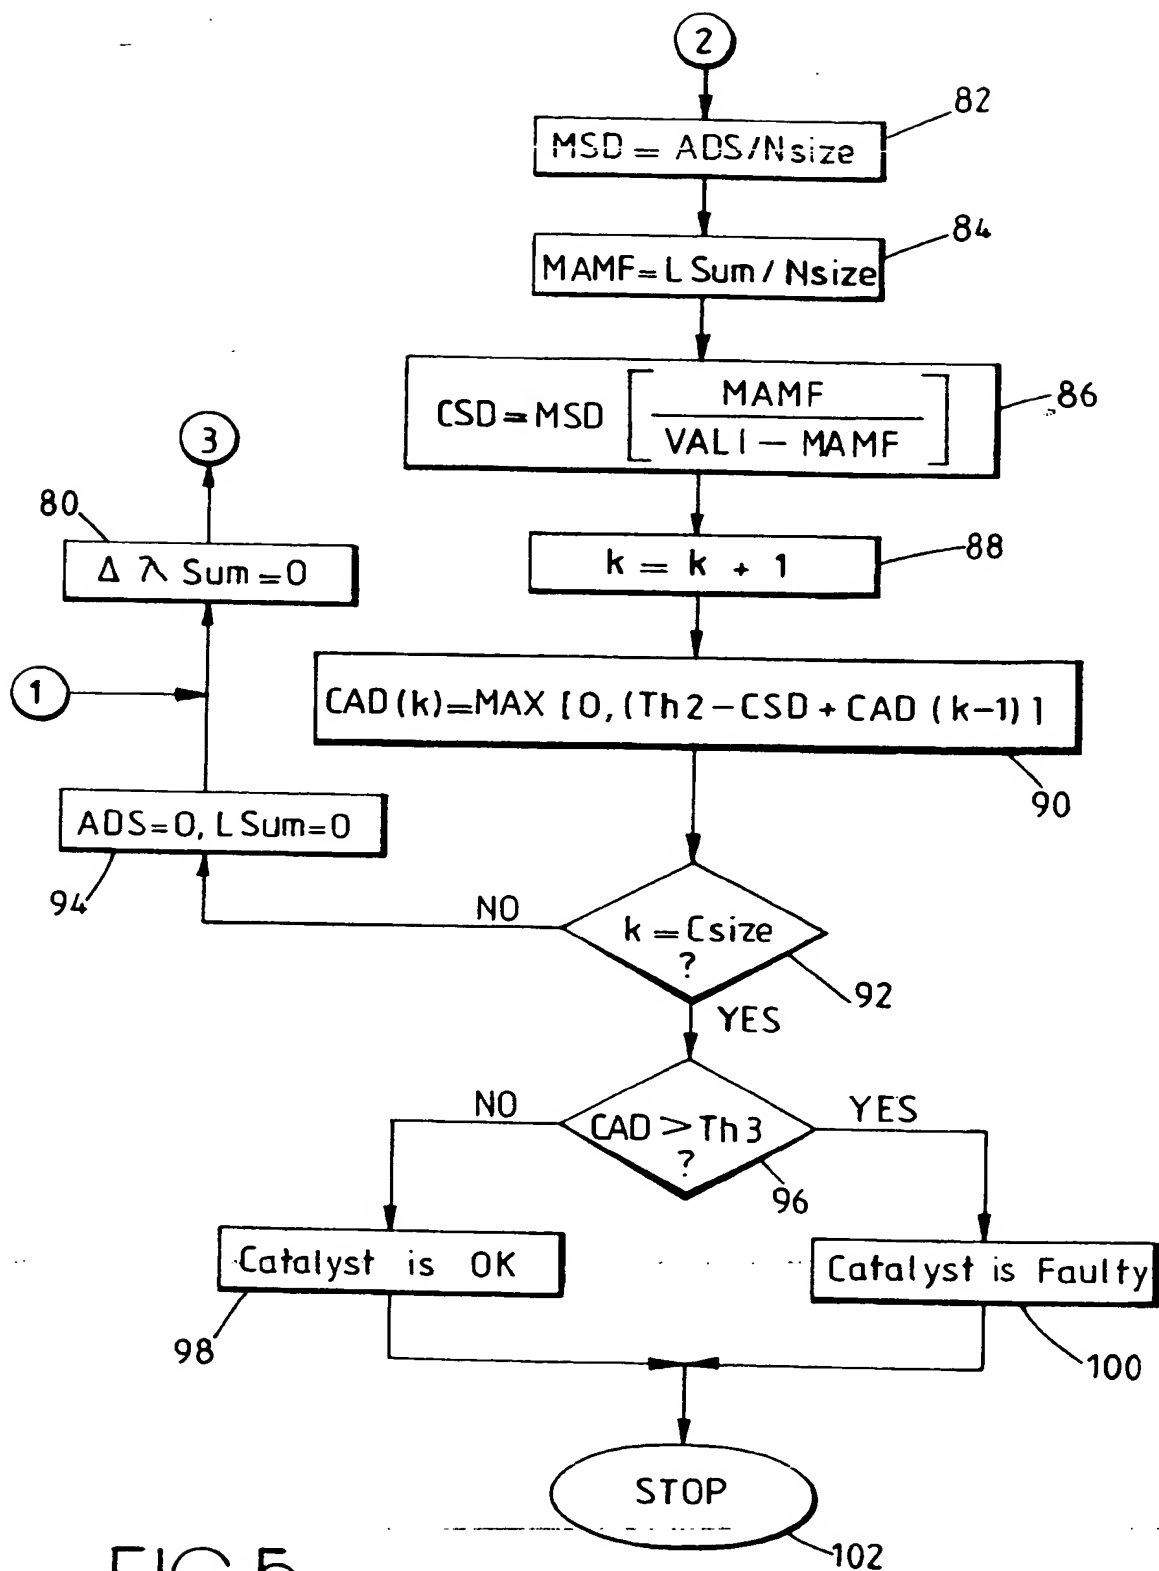 2
82
MSD = ADS/Nsize
84
MAMF = L Sum / Nsize
86
CSD = MSD [ MAMF
VAL1 – MAMF ]
3
80
Δ λ Sum = 0
88
k = k + 1
1
CAD (k) = MAX [ 0, (Th2 – CSD + CAD (k-1) ]
90
ADS = 0, L Sum = 0
94
NO
k = Csize
?
92
YES
NO
CAD > Th3
?
YES
96
Catalyst is OK
Catalyst is Faulty
98
100
STOP
102
FIG.5